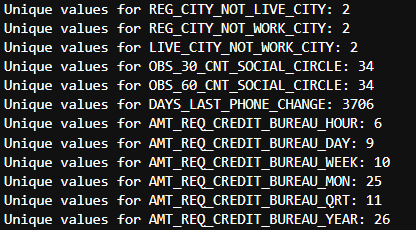 Unique values for REG_CITY_NOT_LIVE_CITY: 2
Unique values for REG_CITY_NOT_WORK_CITY: 2
Unique values for LIVE_CITY_NOT_WORK_CITY: 2
Unique values for OBS_30_CNT_SOCIAL_CIRCLE: 34
Unique values for OBS_60_CNT_SOCIAL_CIRCLE: 34
Unique values for DAYS_LAST_PHONE_CHANGE: 3706
Unique values for AMT_REQ_CREDIT_BUREAU_HOUR: 6
Unique values for AMT_REQ_CREDIT_BUREAU_DAY: 9
Unique values for AMT_REQ_CREDIT_BUREAU_WEEK: 10
Unique values for AMT_REQ_CREDIT_BUREAU_MON: 25
Unique values for AMT_REQ_CREDIT_BUREAU_QRT: 11
Unique values for AMT_REQ_CREDIT_BUREAU_YEAR: 26